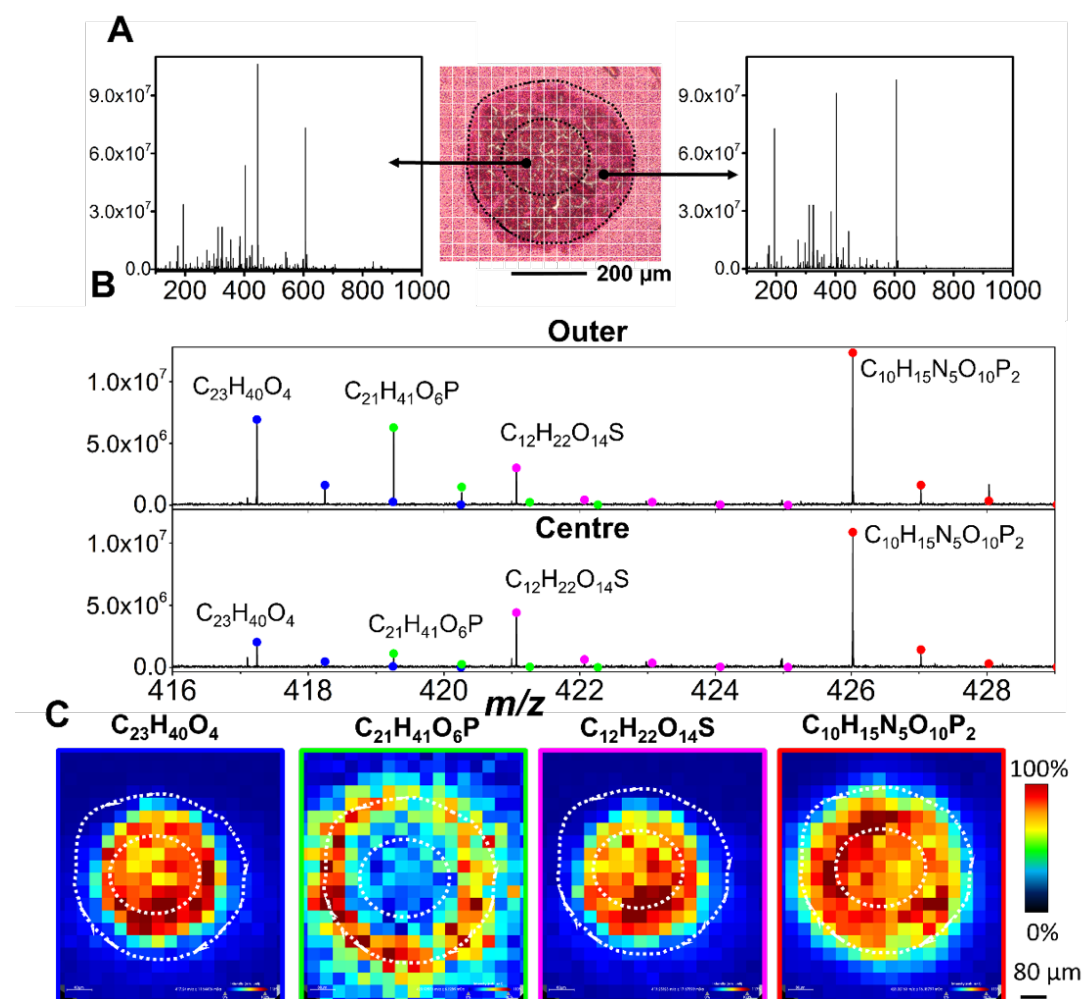 A
9.0x10⁷
6.0x10⁷
3.0x10⁷
0.0
200 400 600 800 1000
200 µm
9.0x10⁷
6.0x10⁷
3.0x10⁷
0.0
200 400 600 800 1000
B
Outer
1.0x10⁷
5.0x10⁶
0.0
C₂₃H₄₀O₄
C₂₁H₄₁O₆P
C₁₂H₂₂O₁₄S
C₁₀H₁₅N₅O₁₀P₂
Centre
1.0x10⁷
5.0x10⁶
0.0
C₂₃H₄₀O₄
C₂₁H₄₁O₆P
C₁₂H₂₂O₁₄S
C₁₀H₁₅N₅O₁₀P₂
416 418 420 422 424 426 428
m/z
C
C₂₃H₄₀O₄ C₂₁H₄₁O₆P C₁₂H₂₂O₁₄S C₁₀H₁₅N₅O₁₀P₂
100%
0%
80 µm